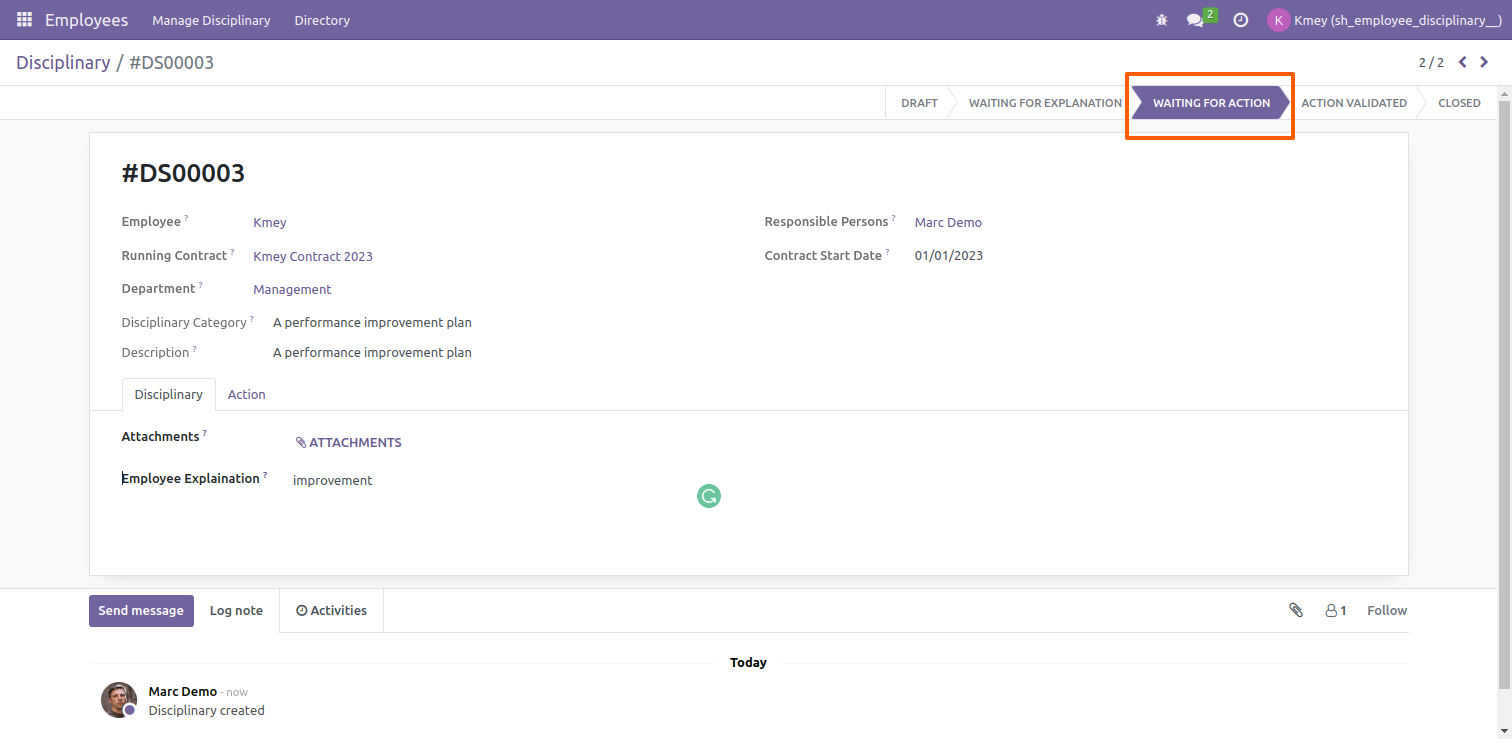 Employees Manage Disciplinary Directory 2 K Kmey (sh_employee_disciplinary__)
Disciplinary / #DS00003 2 / 2
DRAFT WAITING FOR EXPLANATION WAITING FOR ACTION ACTION VALIDATED CLOSED
#DS00003
Employee ? Kmey Responsible Persons ? Marc Demo
Running Contract ? Kmey Contract 2023 Contract Start Date ? 01/01/2023
Department ? Management
Disciplinary Category ? A performance improvement plan
Description ? A performance improvement plan
Disciplinary Action
Attachments ? ATTACHMENTS
Employee Explaination ? improvement
Send message Log note Activities 1 Follow
Today
Marc Demo - now
Disciplinary created